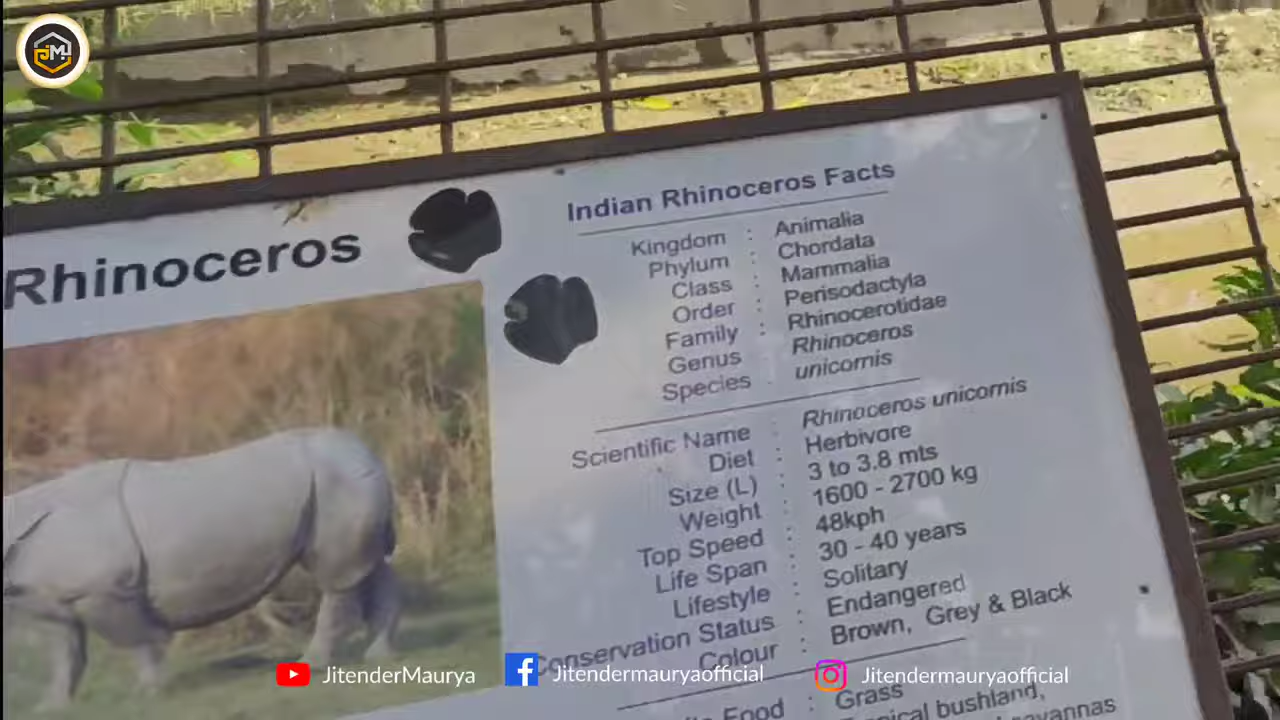 JM!
Rhinoceros
Indian Rhinoceros Facts
Kingdom : Animalia
Phylum : Chordata
Class : Mammalia
Order : Perisodactyla
Family : Rhinocerotidae
Genus Rhinoceros
Species : unicornis
Scientific Name : Rhinoceros unicornis
Diet : Herbivore
Size (L) : 3 to 3.8 mts
Weight : 1600 - 2700 kg
Top Speed : 48kph
Life Span : 30 - 40 years
Lifestyle : Solitary
Conservation Status : Endangered
Colour : Brown, Grey & Black
Food : Grass
bushland,
JitenderMaurya
Jitendermauryaofficial
Jitendermauryaofficial